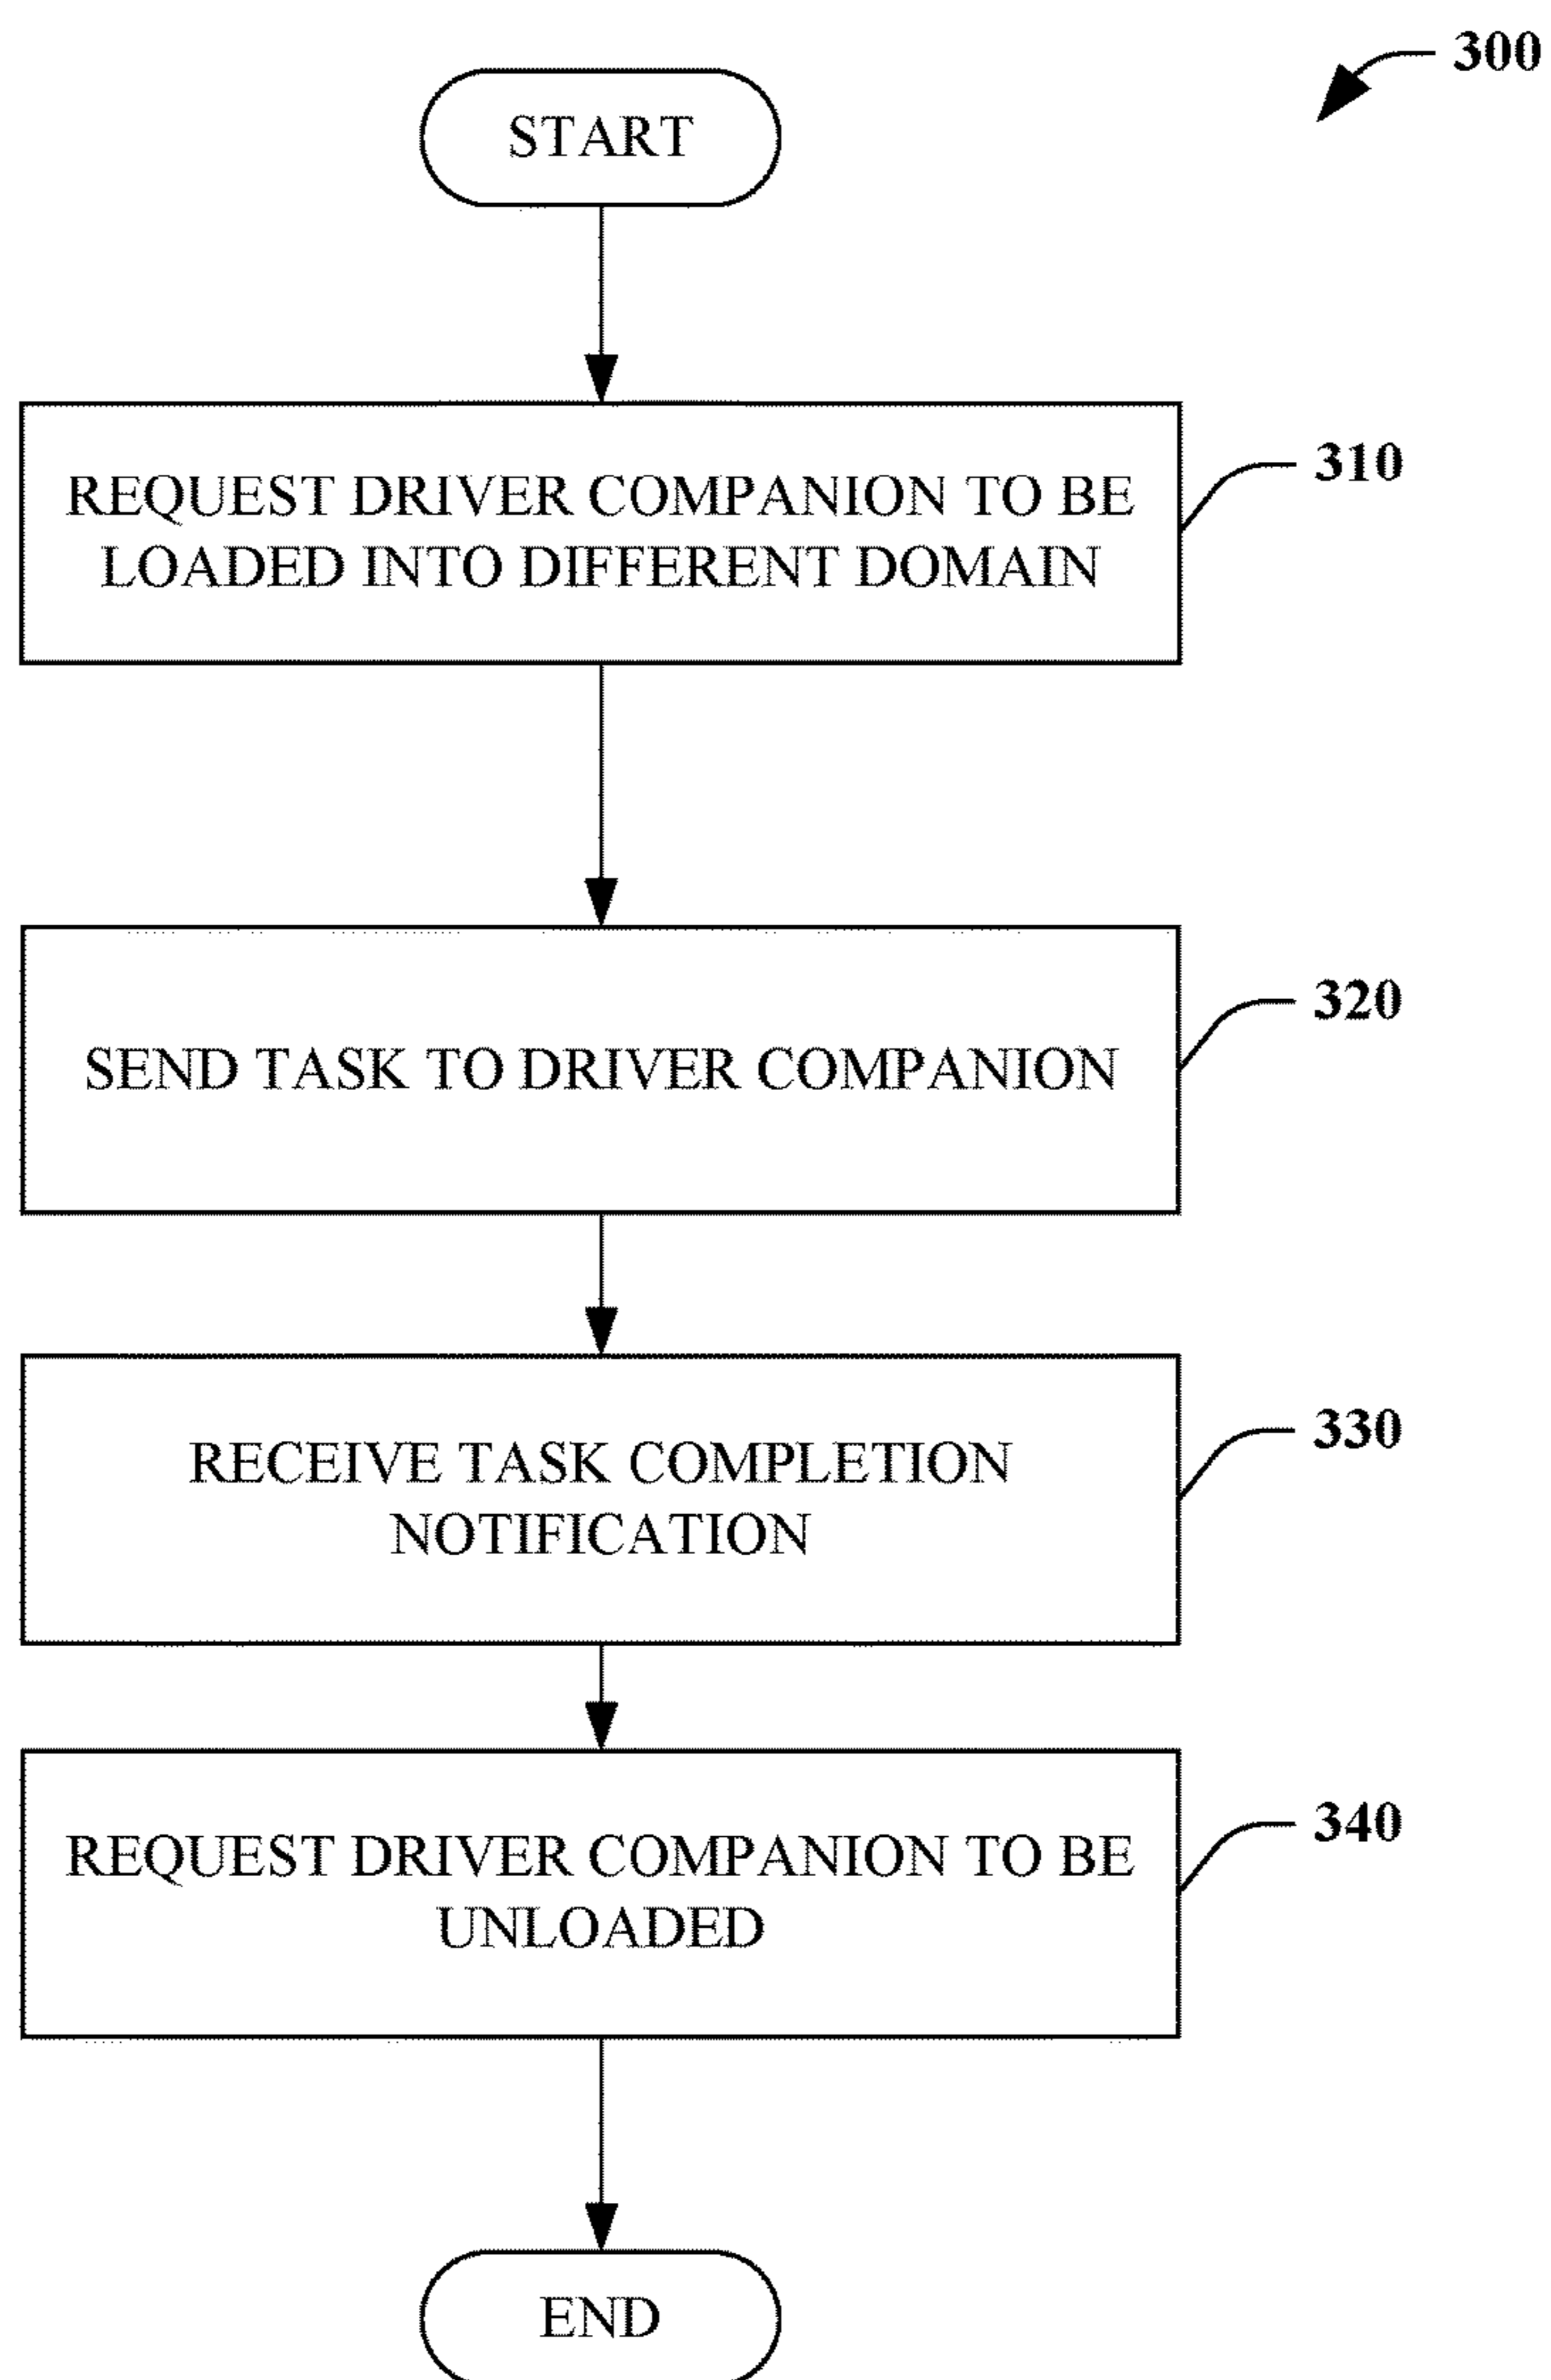 300
START
REQUEST DRIVER COMPANION TO BE
LOADED INTO DIFFERENT DOMAIN
310
SEND TASK TO DRIVER COMPANION
320
RECEIVE TASK COMPLETION
NOTIFICATION
330
REQUEST DRIVER COMPANION TO BE
UNLOADED
340
END